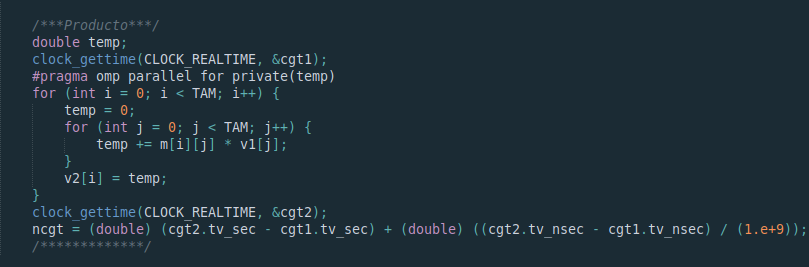 /***Producto***/
double temp;
clock_gettime(CLOCK_REALTIME, &cgt1);
#pragma omp parallel for private(temp)
for (int i = 0; i < TAM; i++) {
    temp = 0;
    for (int j = 0; j < TAM; j++) {
        temp += m[i][j] * v1[j];
    }
    v2[i] = temp;
}
clock_gettime(CLOCK_REALTIME, &cgt2);
ncgt = (double) (cgt2.tv_sec - cgt1.tv_sec) + (double) ((cgt2.tv_nsec - cgt1.tv_nsec) / (1.e+9));
/*************/